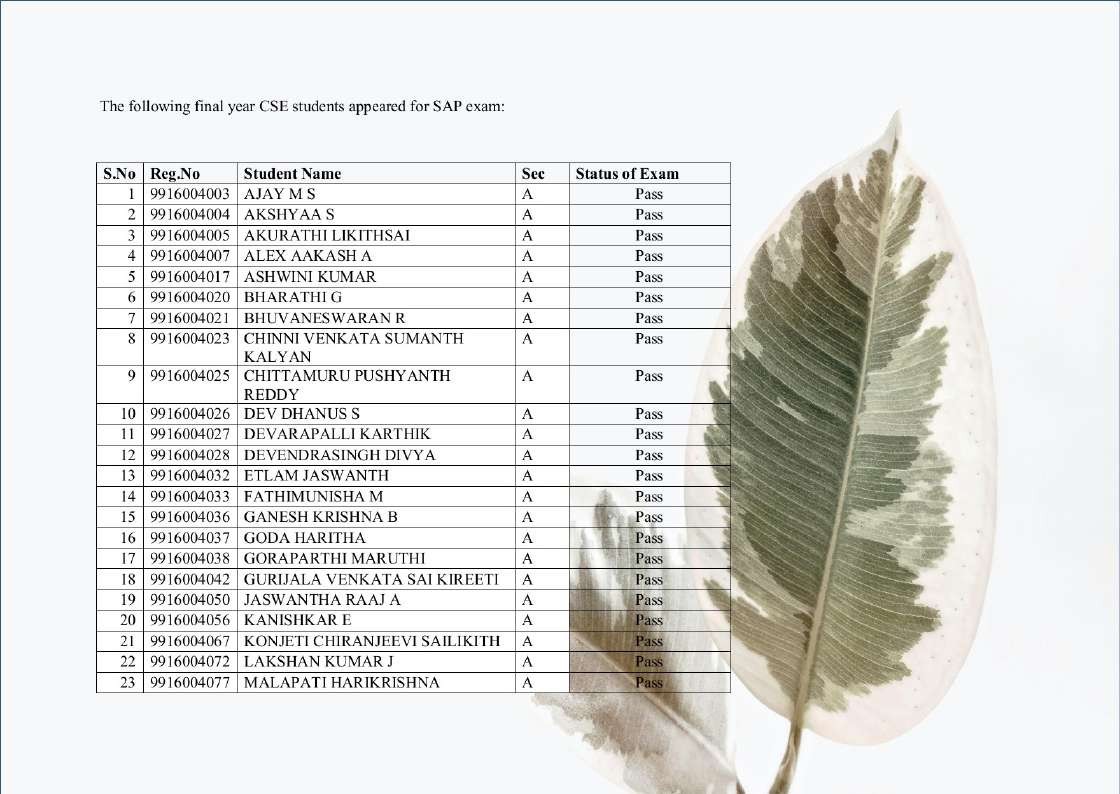 The following final year CSE students appeared for SAP exam:
S.No Reg.No Student Name Sec Status of Exam
1 9916004003 AJAY M S A Pass
2 9916004004 AKSHYAA S A Pass
3 9916004005 AKURATHI LIKITHSAI A Pass
4 9916004007 ALEX AAKASH A A Pass
5 9916004017 ASHWINI KUMAR A Pass
6 9916004020 BHARATHI G A Pass
7 9916004021 BHUVANESWARAN R A Pass
8 9916004023 CHINNI VENKATA SUMANTH A Pass
KALYAN
9 9916004025 CHITTAMURU PUSHYANTH A Pass
REDDY
10 9916004026 DEV DHANUS S A Pass
11 9916004027 DEVARAPALLI KARTHIK A Pass
12 9916004028 DEVENDRASINGH DIVYA A Pass
13 9916004032 ETLAM JASWANTH A Pass
14 9916004033 FATHIMUNISHA M A Pass
15 9916004036 GANESH KRISHNA B A Pass
16 9916004037 GODA HARITHA A Pass
17 9916004038 GORAPARTHI MARUTHI A Pass
18 9916004042 GURIJALA VENKATA SAI KIREETI A Pass
19 9916004050 JASWANTHA RAAJ A A Pass
20 9916004056 KANISHKAR E A Pass
21 9916004067 KONJETI CHIRANJEEVI SAILIKITH A Pass
22 9916004072 LAKSHAN KUMAR J A Pass
23 9916004077 MALAPATI HARIKRISHNA A Pass